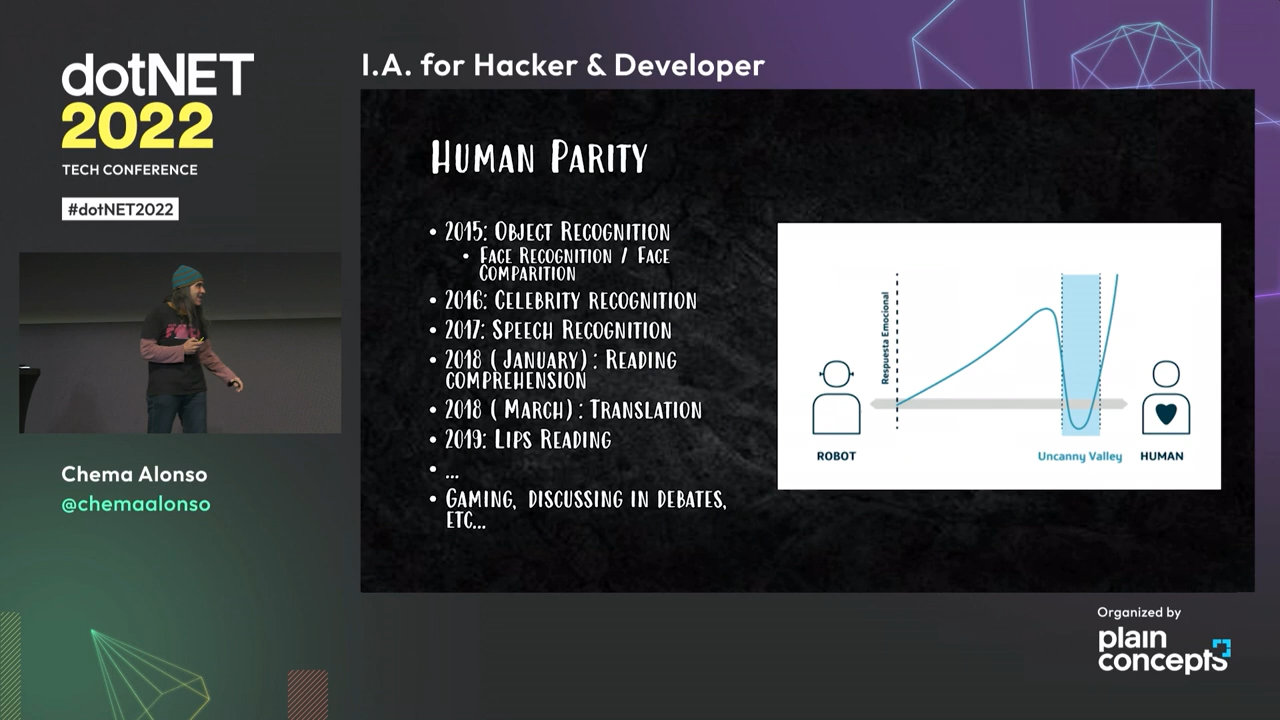 dotNET
2022
TECH CONFERENCE
#dotNET2022
Chema Alonso
@chemaalonso
I.A. for Hacker & Developer
HUMAN PARITY
• 2015: OBJECT RECOGNITION
• FACE RECOGNITION / FACE
COMPARITION
• 2016: CELEBRITY RECOGNITION
• 2017: SPEECH RECOGNITION
• 2018 ( JANUARY) : READING
COMPREHENSION
• 2018 ( MARCH) : TRANSLATION
• 2019: LIPS READING
• ...
• GAMING, DISCUSSING IN DEBATES,
ETC...
Respuesta Emocional
ROBOT
Uncanny Valley
HUMAN
Organized by
plain
concepts